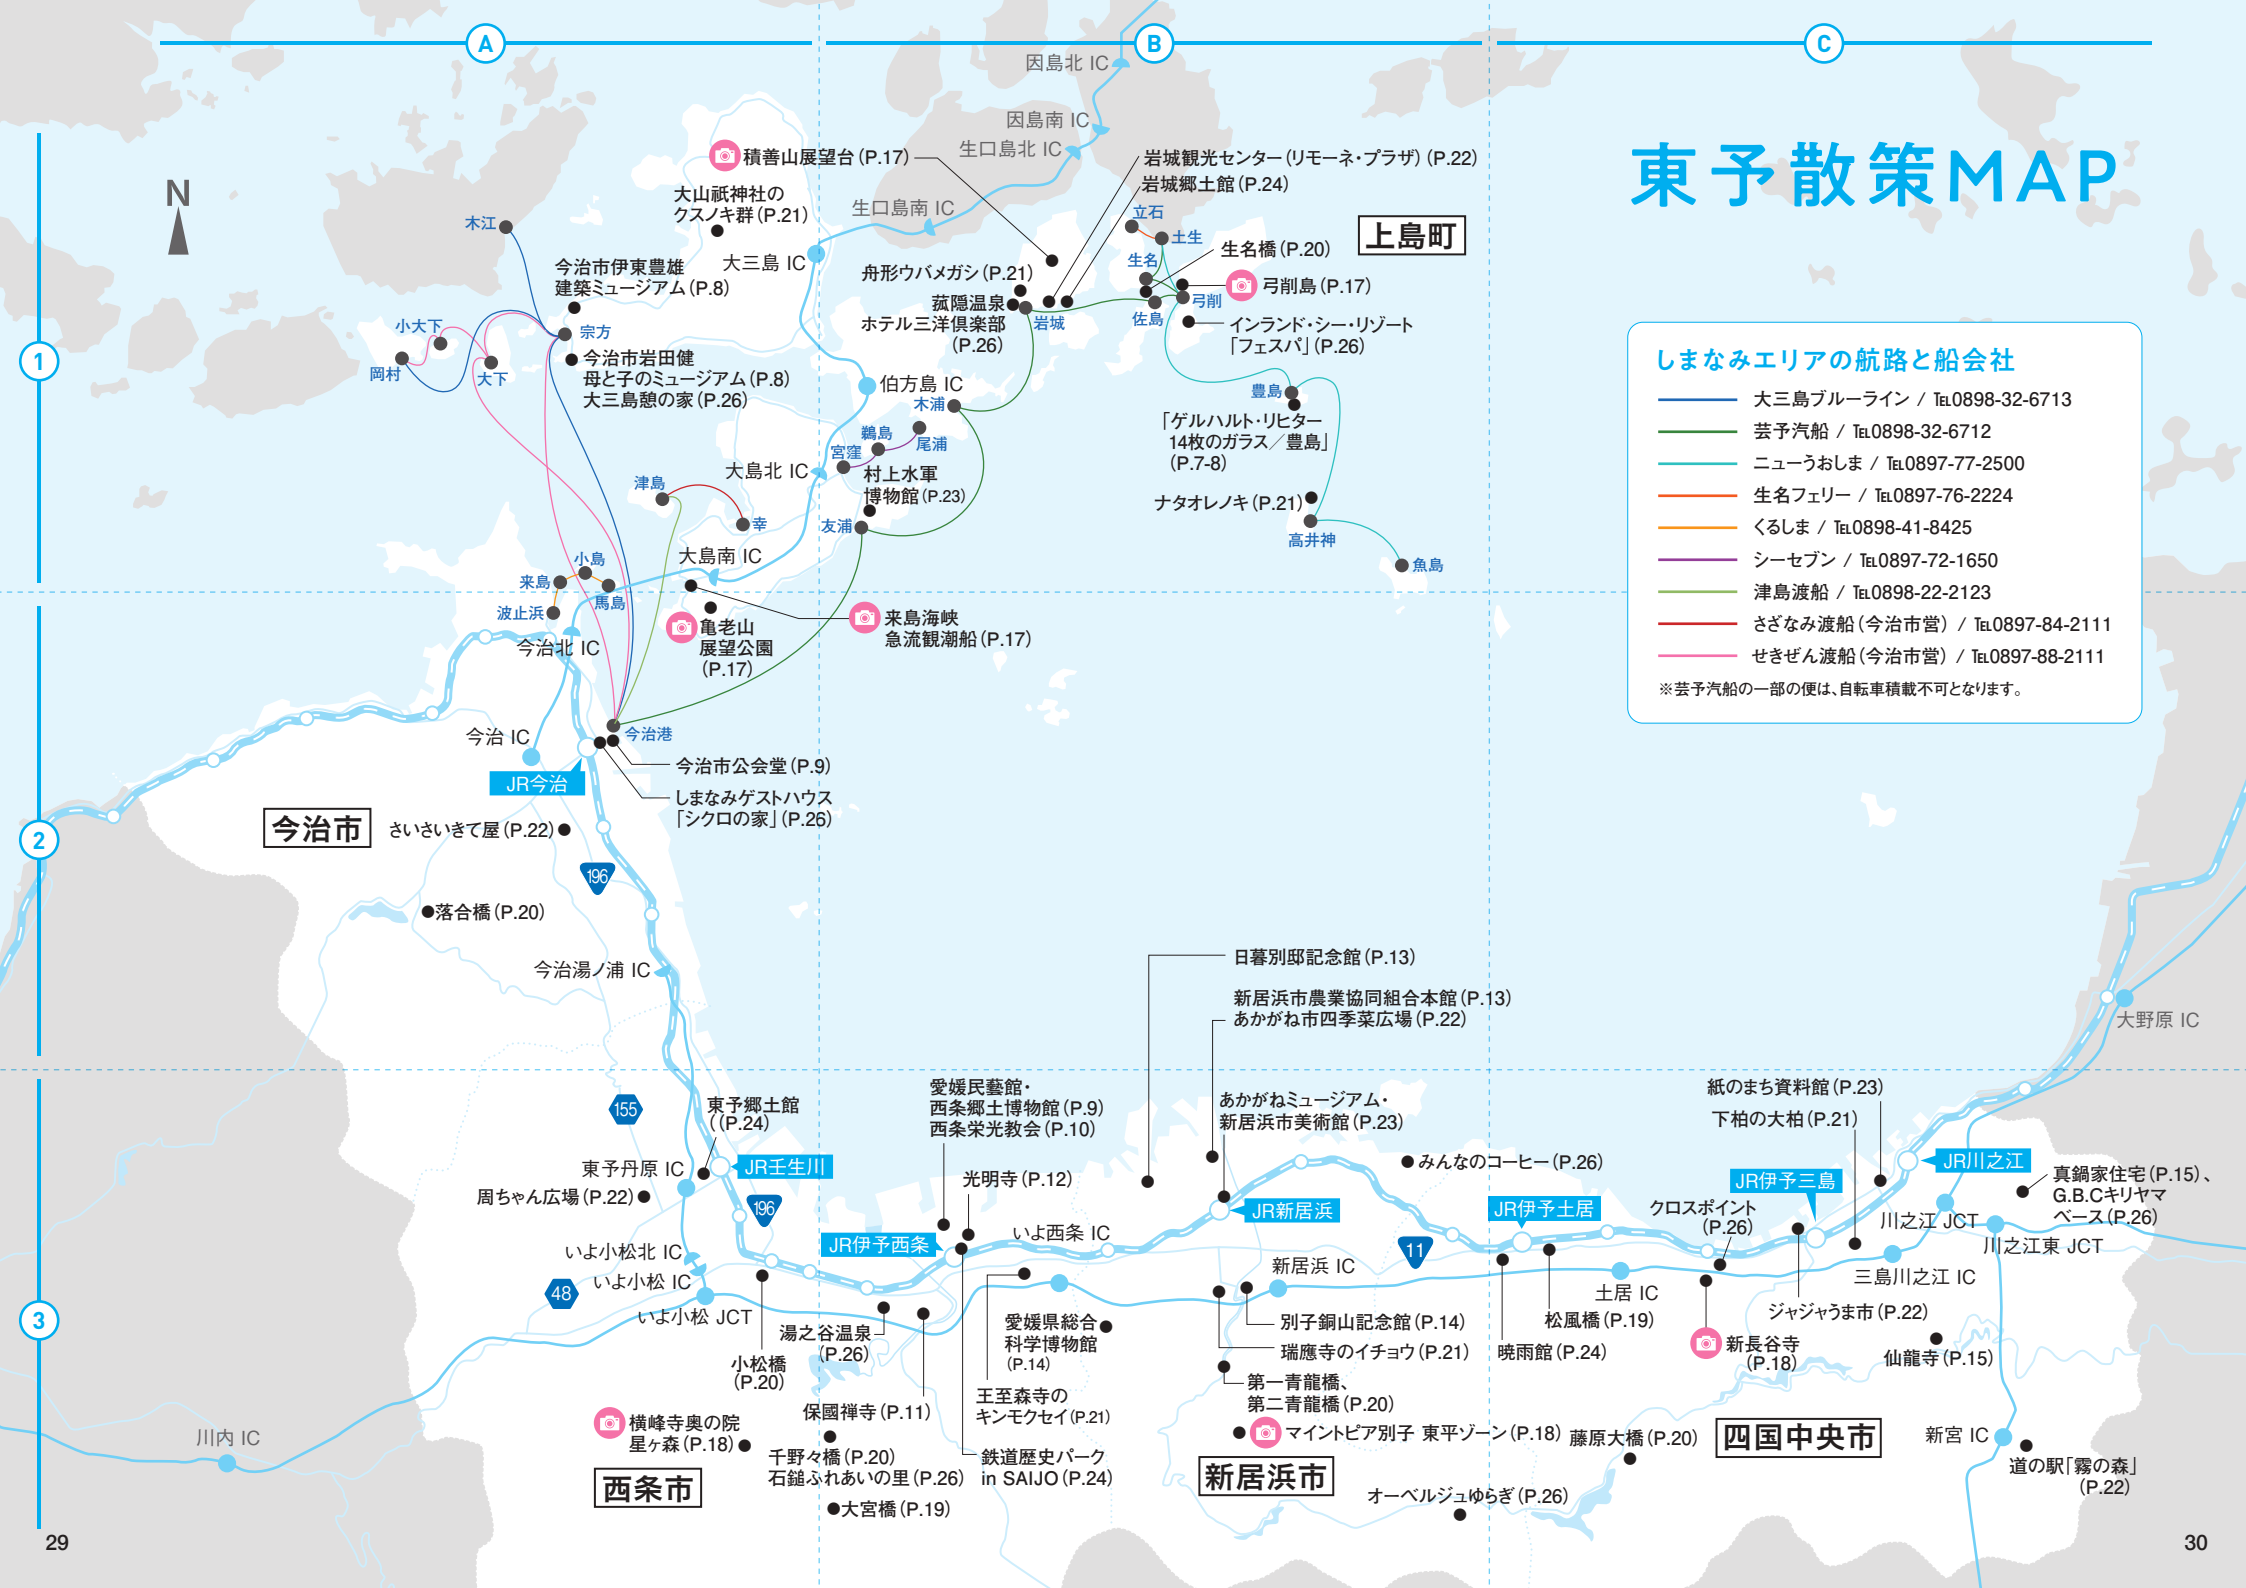 A
B
C
1
2
3
N
東予散策MAP
因島北 IC
因島南 IC
生口島北 IC
生口島南 IC
積善山展望台(P.17)
大山祇神社の
クスノキ群(P.21)
大三島 IC
木江
今治市伊東豊雄
建築ミュージアム(P.8)
小大下
岡村
大下
宗方
今治市岩田健
母と子のミュージアム(P.8)
大三島憩の家(P.26)
岩城観光センター(リモーネ・プラザ)(P.22)
岩城郷土館(P.24)
立石
土生
生名
生名橋(P.20)
弓削島(P.17)
弓削
佐島
上島町
舟形ウバメガシ(P.21)
菰隠温泉
ホテル三洋倶楽部
(P.26)
岩城
インランド・シー・リゾート
「フェスパ」(P.26)
伯方島 IC
木浦
鵜島
尾浦
宮窪
村上水軍
博物館(P.23)
友浦
大島北 IC
津島
幸
大島南 IC
豊島
「ゲルハルト・リヒター
14枚のガラス／豊島」
(P.7-8)
ナタオレノキ(P.21)
高井神
魚島
小島
来島
馬島
波止浜
今治北 IC
亀老山
展望公園
(P.17)
来島海峡
急流観潮船(P.17)
今治 IC
今治港
JR今治
今治市公会堂(P.9)
しまなみゲストハウス
「シクロの家」(P.26)
今治市
さいさいきて屋(P.22)
196
落合橋(P.20)
今治湯ノ浦 IC
しまなみエリアの航路と船会社
大三島ブルーライン / ℡0898-32-6713
芸予汽船 / ℡0898-32-6712
ニューうおしま / ℡0897-77-2500
生名フェリー / ℡0897-76-2224
くるしま / ℡0898-41-8425
シーセブン / ℡0897-72-1650
津島渡船 / ℡0898-22-2123
さざなみ渡船(今治市営) / ℡0897-84-2111
せきぜん渡船(今治市営) / ℡0897-88-2111
※芸予汽船の一部の便は、自転車積載不可となります。
大野原 IC
日暮別邸記念館(P.13)
新居浜市農業協同組合本館(P.13)
あかがね市四季菜広場(P.22)
155
東予郷土館
((P.24)
東予丹原 IC
JR壬生川
周ちゃん広場(P.22)
196
いよ小松北 IC
いよ小松 IC
48
いよ小松 JCT
小松橋
(P.20)
愛媛民藝館・
西条郷土博物館(P.9)
西条栄光教会(P.10)
光明寺(P.12)
JR伊予西条
いよ西条 IC
湯之谷温泉
(P.26)
保國禅寺(P.11)
愛媛県総合
科学博物館
(P.14)
王至森寺の
キンモクセイ(P.21)
横峰寺奥の院
星ヶ森(P.18)
千野々橋(P.20)
石鎚ふれあいの里(P.26)
鉄道歴史パーク
in SAIJO(P.24)
西条市
大宮橋(P.19)
川内 IC
あかがねミュージアム・
新居浜市美術館(P.23)
JR新居浜
みんなのコーヒー(P.26)
新居浜 IC
11
別子銅山記念館(P.14)
瑞應寺のイチョウ(P.21)
第一青龍橋、
第二青龍橋(P.20)
マイントピア別子 東平ゾーン(P.18)
新居浜市
オーベルジュゆらぎ(P.26)
藤原大橋(P.20)
JR伊予土居
暁雨館(P.24)
松風橋(P.19)
土居 IC
クロスポイント
(P.26)
新長谷寺
(P.18)
紙のまち資料館(P.23)
下柏の大柏(P.21)
JR伊予三島
JR川之江
真鍋家住宅(P.15)、
G.B.Cキリヤマ
ベース(P.26)
川之江 JCT
川之江東 JCT
三島川之江 IC
ジャジャうま市(P.22)
仙龍寺(P.15)
四国中央市
新宮 IC
道の駅「霧の森」
(P.22)
29
30